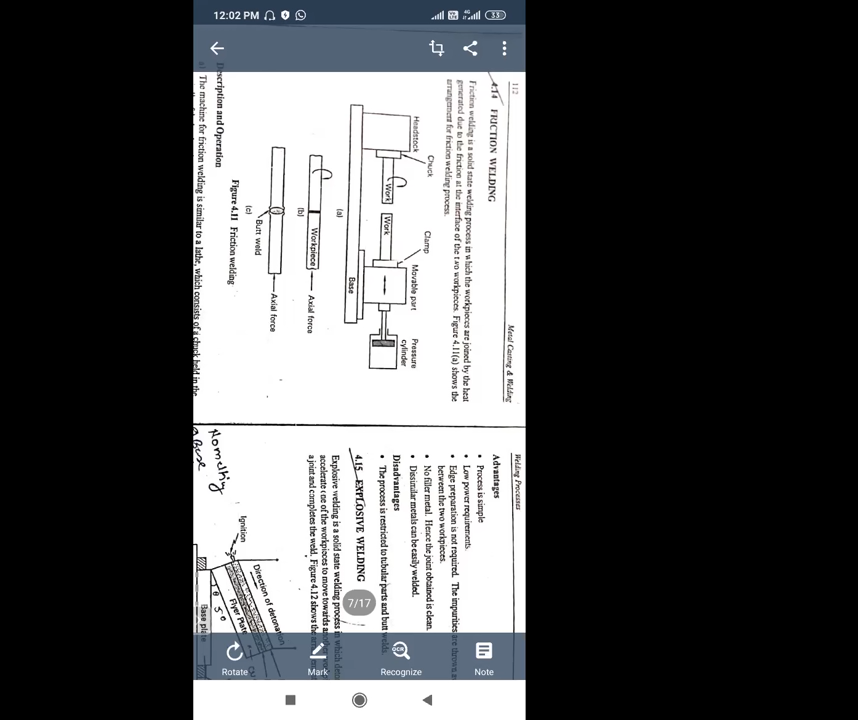 12:02 PM
33
112
Metal Casting & Welding
4.14 FRICTION WELDING
Friction welding is a solid state welding process in which the workpieces are joined by the heat
generated due to the friction at the interface of the two workpieces. Figure 4.11(a) shows the
arrangement for friction welding process.
Headstock
Chuck
Work
Work
Clamp
Movable part
Pressure
cylinder
Base
(a)
Workpiece
Axial force
(b)
Butt weld
Axial force
(c)
Figure 4.11 Friction welding
Description and Operation
a) The machine for friction welding is similar to a lathe, which consists of a chuck held in the
Welding Processes
Advantages
• Process is simple
• Low power requirements.
• Edge preparation is not required. The impurities are thrown
between the two workpieces.
• No filler metal. Hence the joint obtained is clean.
• Dissimilar metals can be easily welded.
Disadvantages
• The process is restricted to tubular parts and butt welds.
4.15 EXPLOSIVE WELDING
Explosive welding is a solid state welding process in which
accelerate one of the workpieces to move towards
a joint and completes the weld. Figure 4.12 shows the
No melting
Base
Ignition
Direction of detonation
Flyer Plate
Base plate
7/17
Rotate
Mark
OCR
Recognize
Note